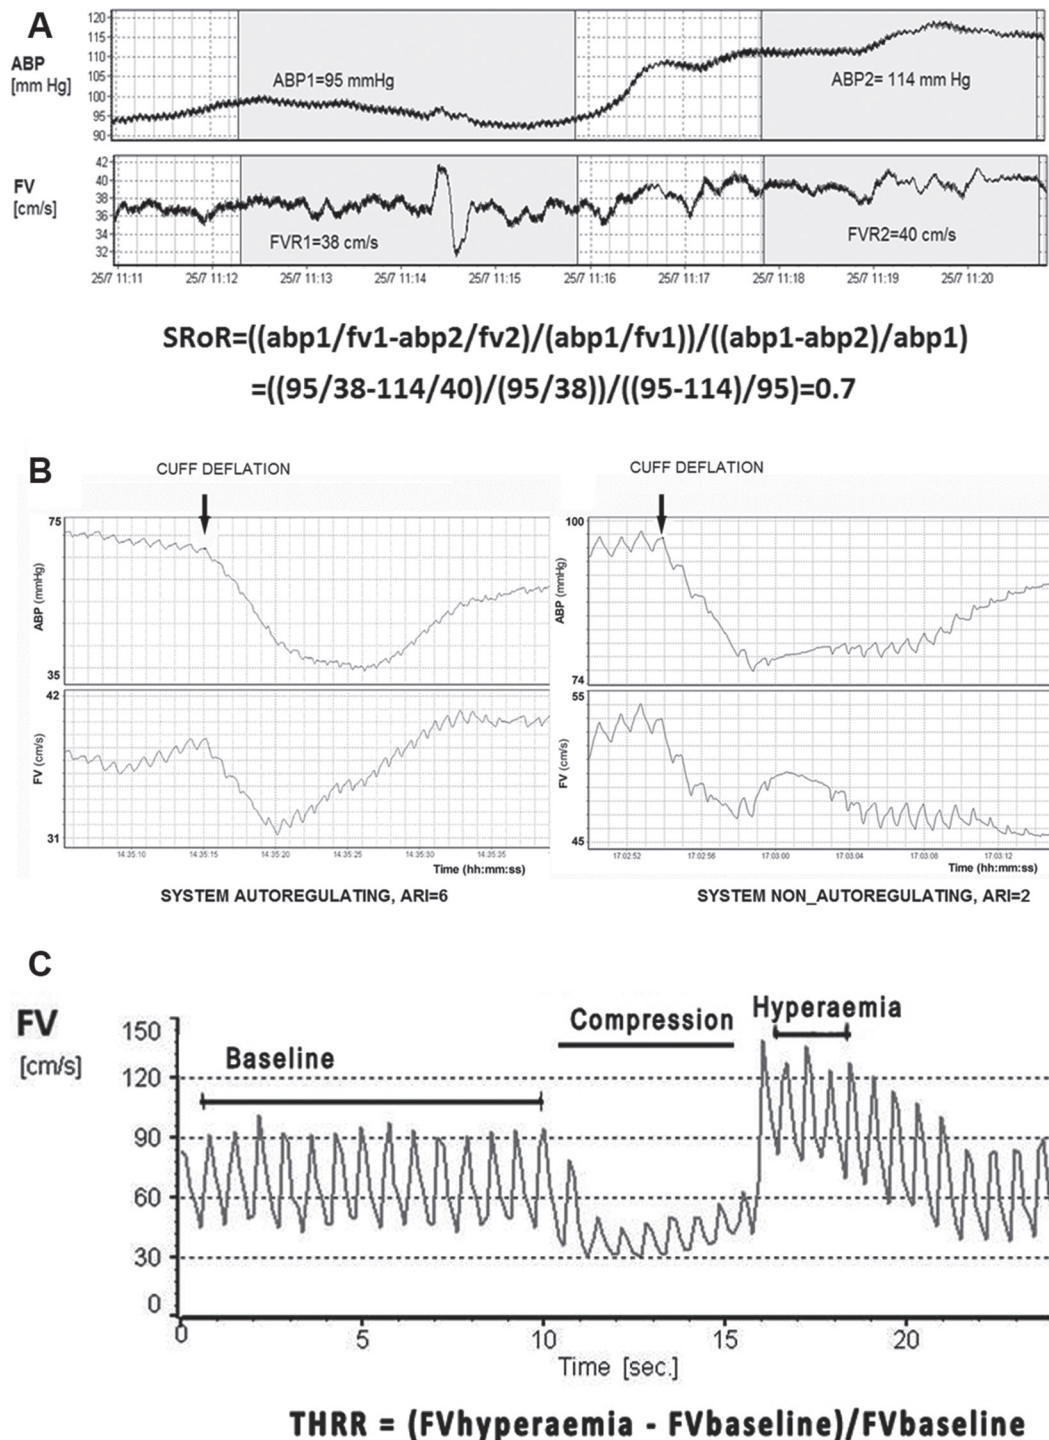 A
ABP
[mm Hg]
120
115
110
105
100
95
90
ABP1=95 mmHg
ABP2= 114 mm Hg
FV
[cm/s]
42
40
38
36
34
32
FVR1=38 cm/s
FVR2=40 cm/s
25/7 11:11 25/7 11:12 25/7 11:13 25/7 11:14 25/7 11:15 25/7 11:16 25/7 11:17 25/7 11:18 25/7 11:19 25/7 11:20
SRoR=((abp1/fv1-abp2/fv2)/(abp1/fv1))/((abp1-abp2)/abp1)
=((95/38-114/40)/(95/38))/((95-114)/95)=0.7
B
CUFF DEFLATION
75
ABP (mmHg)
35
42
FV (cm/s)
31
14:35:10 14:35:15 14:35:20 14:35:25 14:35:30 14:35:35
Time (hh:mm:ss)
SYSTEM AUTOREGULATING, ARI=6
CUFF DEFLATION
100
ABP (mmHg)
74
55
FV (cm/s)
45
17:02:52 17:02:56 17:03:00 17:03:04 17:03:08 17:03:12
Time (hh:mm:ss)
SYSTEM NON_AUTOREGULATING, ARI=2
C
FV
[cm/s]
150
120
90
60
30
0
Baseline
Compression
Hyperaemia
0 5 10 15 20
Time [sec.]
THRR = (FVhyperaemia - FVbaseline)/FVbaseline